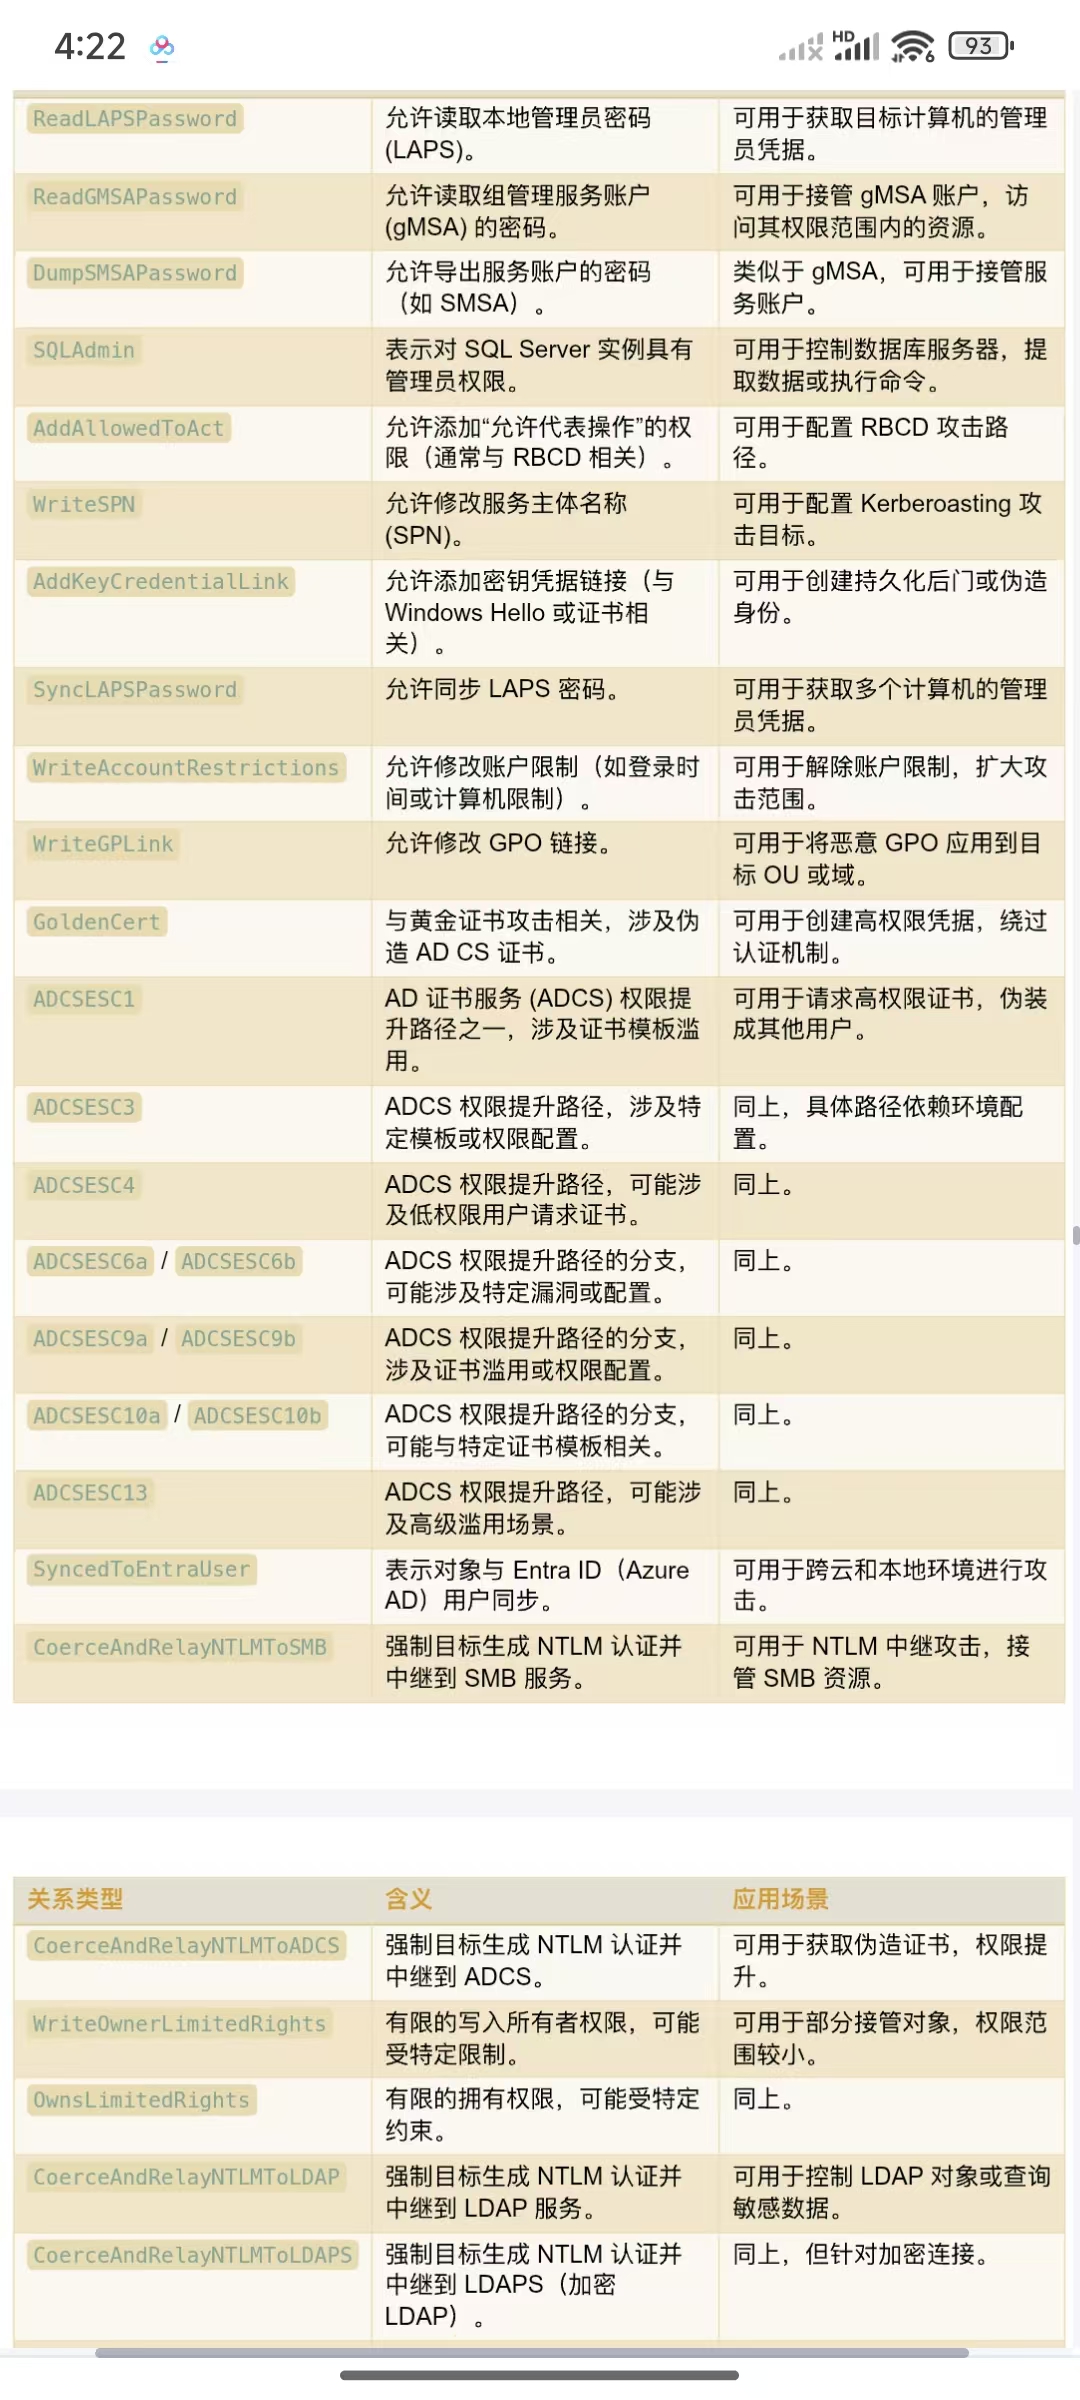 4:22
HD
6
93
ReadLAPSPassword
允许读取本地管理员密码
(LAPS)。
可用于获取目标计算机的管理
员凭据。
ReadGMSAPassword
允许读取组管理服务账户
(gMSA) 的密码。
可用于接管 gMSA 账户，访
问其权限范围内的资源。
DumpSMSAPassword
允许导出服务账户的密码
（如 SMSA）。
类似于 gMSA，可用于接管服
务账户。
SQLAdmin
表示对 SQL Server 实例具有
管理员权限。
可用于控制数据库服务器，提
取数据或执行命令。
AddAllowedToAct
允许添加“允许代表操作”的权
限（通常与 RBCD 相关）。
可用于配置 RBCD 攻击路
径。
WriteSPN
允许修改服务主体名称
(SPN)。
可用于配置 Kerberoasting 攻
击目标。
AddKeyCredentialLink
允许添加密钥凭据链接（与
Windows Hello 或证书相
关）。
可用于创建持久化后门或伪造
身份。
SyncLAPSPassword
允许同步 LAPS 密码。
可用于获取多个计算机的管理
员凭据。
WriteAccountRestrictions
允许修改账户限制（如登录时
间或计算机限制）。
可用于解除账户限制，扩大攻
击范围。
WriteGPLink
允许修改 GPO 链接。
可用于将恶意 GPO 应用到目
标 OU 或域。
GoldenCert
与黄金证书攻击相关，涉及伪
造 AD CS 证书。
可用于创建高权限凭据，绕过
认证机制。
ADCSESC1
AD 证书服务 (ADCS) 权限提
升路径之一，涉及证书模板滥
用。
可用于请求高权限证书，伪装
成其他用户。
ADCSESC3
ADCS 权限提升路径，涉及特
定模板或权限配置。
同上，具体路径依赖环境配
置。
ADCSESC4
ADCS 权限提升路径，可能涉
及低权限用户请求证书。
同上。
ADCSESC6a / ADCSESC6b
ADCS 权限提升路径的分支，
可能涉及特定漏洞或配置。
同上。
ADCSESC9a / ADCSESC9b
ADCS 权限提升路径的分支，
涉及证书滥用或权限配置。
同上。
ADCSESC10a / ADCSESC10b
ADCS 权限提升路径的分支，
可能与特定证书模板相关。
同上。
ADCSESC13
ADCS 权限提升路径，可能涉
及高级滥用场景。
同上。
SyncedToEntraUser
表示对象与 Entra ID（Azure
AD）用户同步。
可用于跨云和本地环境进行攻
击。
CoerceAndRelayNTLMToSMB
强制目标生成 NTLM 认证并
中继到 SMB 服务。
可用于 NTLM 中继攻击，接
管 SMB 资源。
关系类型
含义
应用场景
CoerceAndRelayNTLMToADCS
强制目标生成 NTLM 认证并
中继到 ADCS。
可用于获取伪造证书，权限提
升。
WriteOwnerLimitedRights
有限的写入所有者权限，可能
受特定限制。
可用于部分接管对象，权限范
围较小。
OwnsLimitedRights
有限的拥有权限，可能受特定
约束。
同上。
CoerceAndRelayNTLMToLDAP
强制目标生成 NTLM 认证并
中继到 LDAP 服务。
可用于控制 LDAP 对象或查询
敏感数据。
CoerceAndRelayNTLMToLDAPS
强制目标生成 NTLM 认证并
中继到 LDAPS（加密
LDAP）。
同上，但针对加密连接。